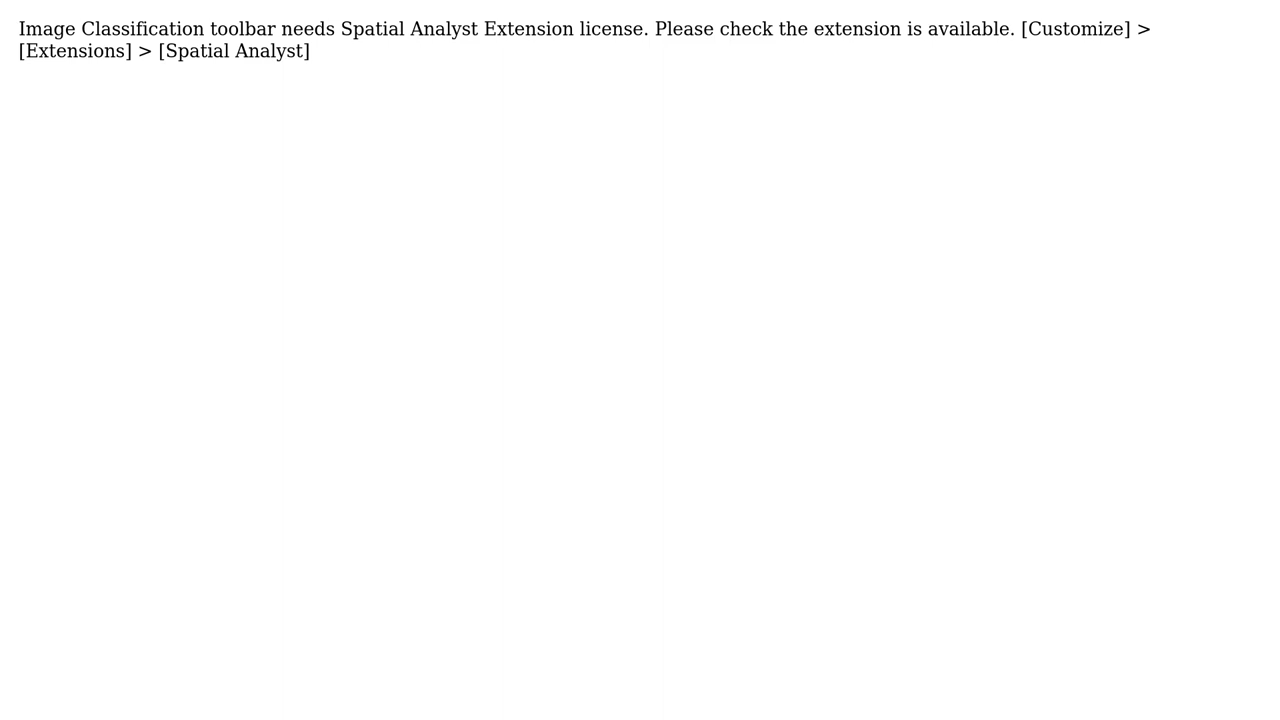 Image Classification toolbar needs Spatial Analyst Extension license. Please check the extension is available. [Customize] >
[Extensions] > [Spatial Analyst]